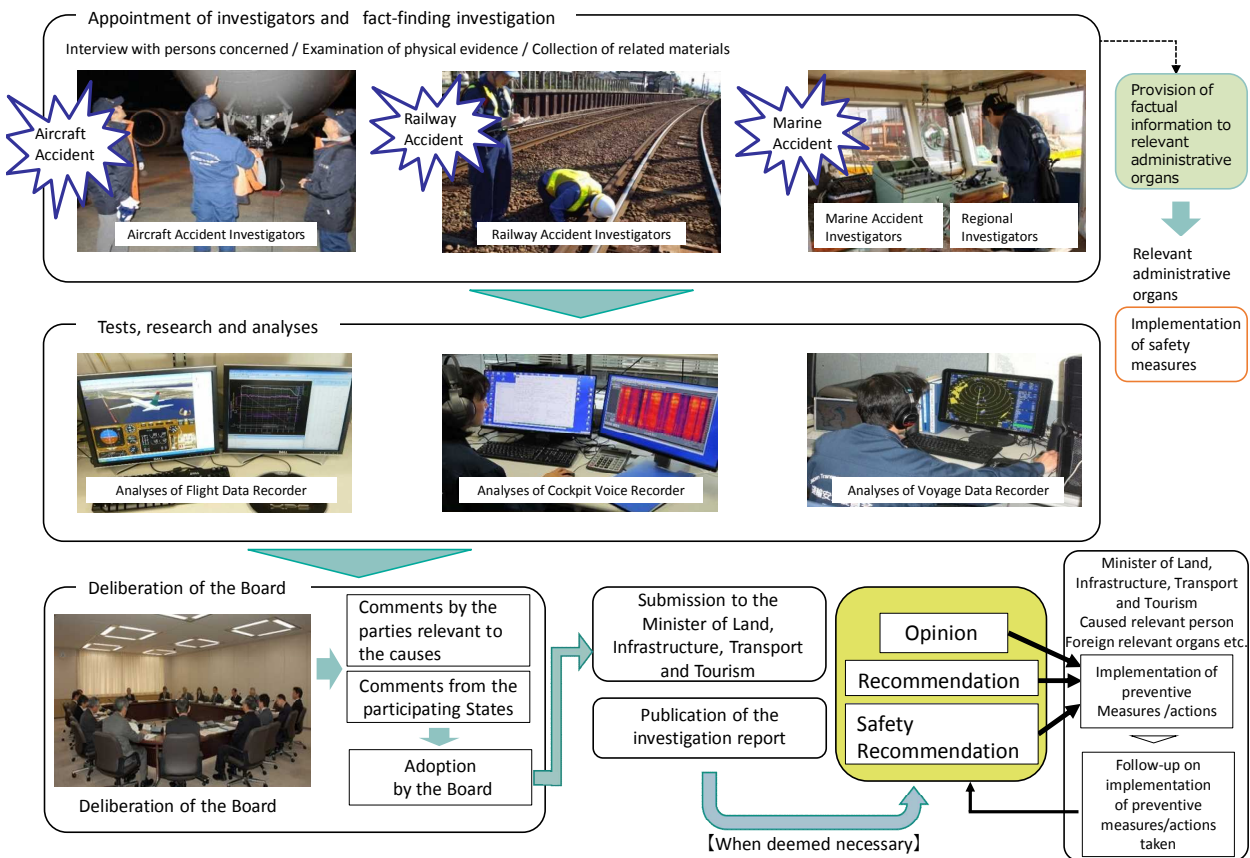 Appointment of investigators and fact-finding investigation
Interview with persons concerned / Examination of physical evidence / Collection of related materials
Aircraft
Accident
Aircraft Accident Investigators
Railway
Accident
Railway Accident Investigators
Marine
Accident
Marine Accident
Investigators
Regional
Investigators
Provision of
factual
information to
relevant
administrative
organs
Relevant
administrative
organs
Implementation
of safety
measures
Tests, research and analyses
Analyses of Flight Data Recorder
Analyses of Cockpit Voice Recorder
Analyses of Voyage Data Recorder
Deliberation of the Board
Deliberation of the Board
Comments by the
parties relevant to
the causes
Comments from the
participating States
Adoption
by the Board
Submission to the
Minister of Land,
Infrastructure, Transport
and Tourism
Publication of the
investigation report
【When deemed necessary】
Opinion
Recommendation
Safety
Recommendation
Minister of Land,
Infrastructure, Transport
and Tourism
Caused relevant person
Foreign relevant organs etc.
Implementation of
preventive
Measures /actions
Follow-up on
implementation
of preventive
measures/actions
taken